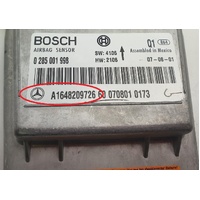 BOSCH
AIRBAG SENSOR
0 285 001 998
SW: 4106
HW: 2106
01
Assembled in Mexico
07-08-01
A1648209726 60 070801 0173